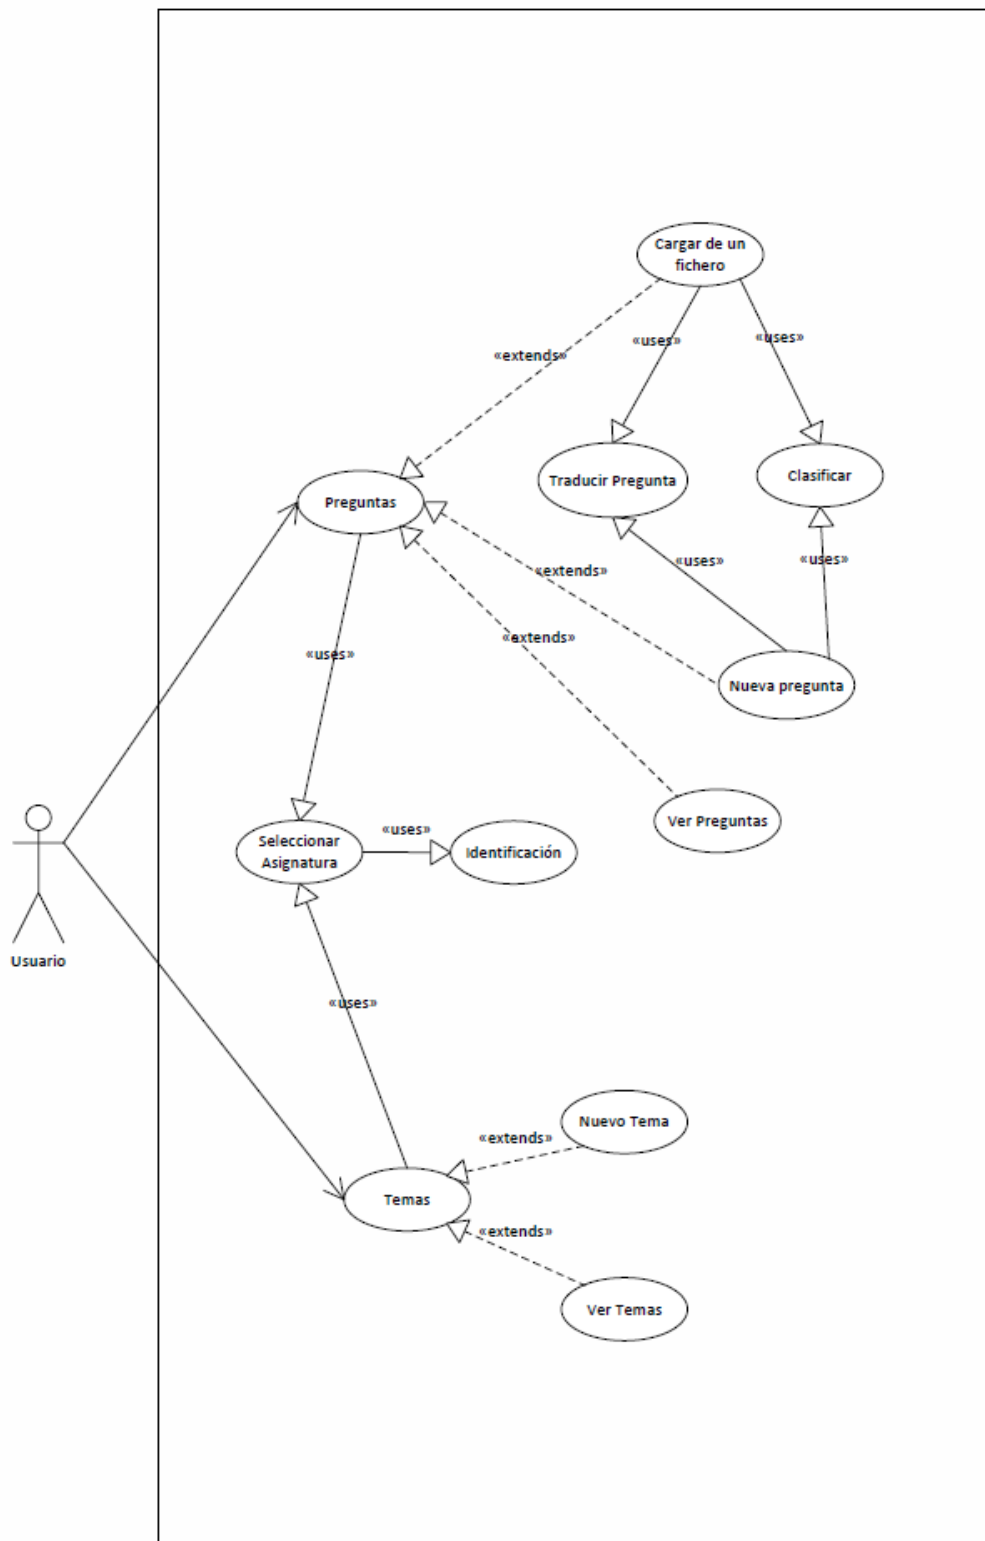 Cargar de un
fichero
«uses»
«uses»
«extends»
Traducir Pregunta
Clasificar
Preguntas
«uses»
«uses»
«extends»
«extends»
«uses»
Nueva pregunta
Ver Preguntas
«uses»
Seleccionar
Asignatura
Identificación
Usuario
«uses»
Nuevo Tema
«extends»
Temas
«extends»
Ver Temas